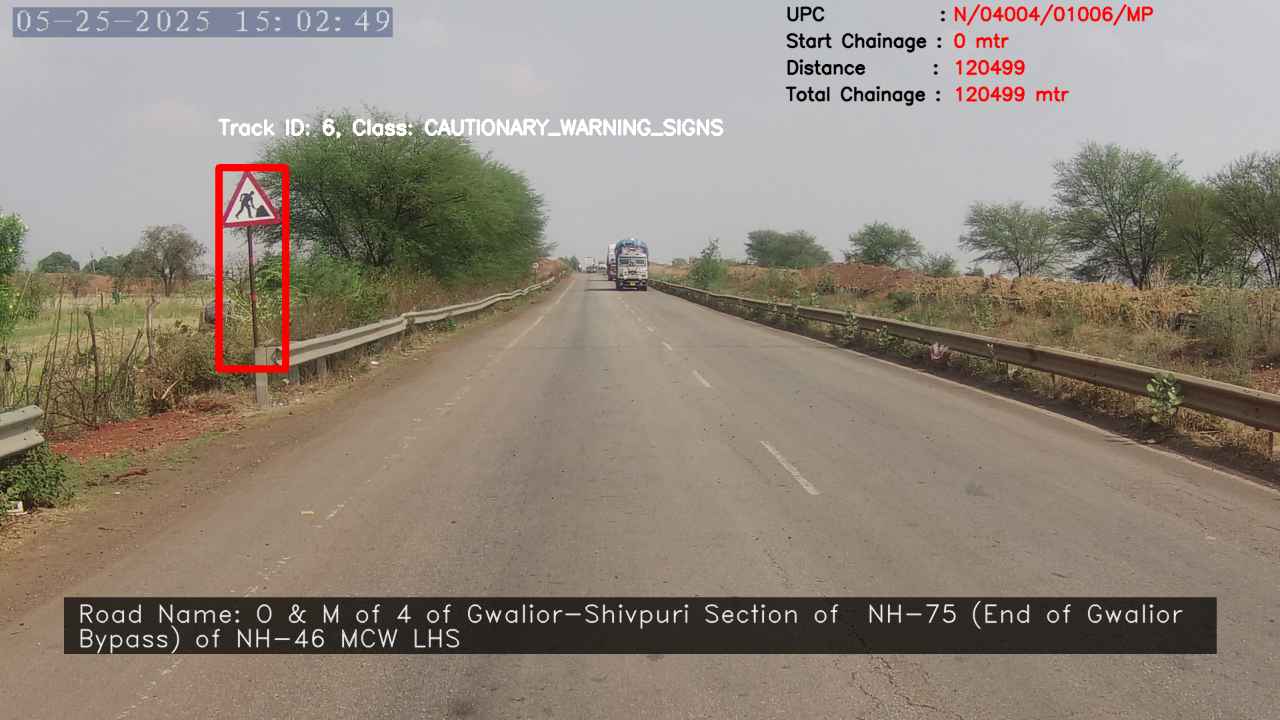 05-25-2025 15:02:49
UPC : N/04004/01006/MP
Start Chainage : 0 mtr
Distance : 120499
Total Chainage : 120499 mtr
Track ID: 6, Class: CAUTIONARY_WARNING_SIGNS
Road Name: O & M of 4 of Gwalior-Shivpuri Section of NH-75 (End of Gwalior
Bypass) of NH-46 MCW LHS